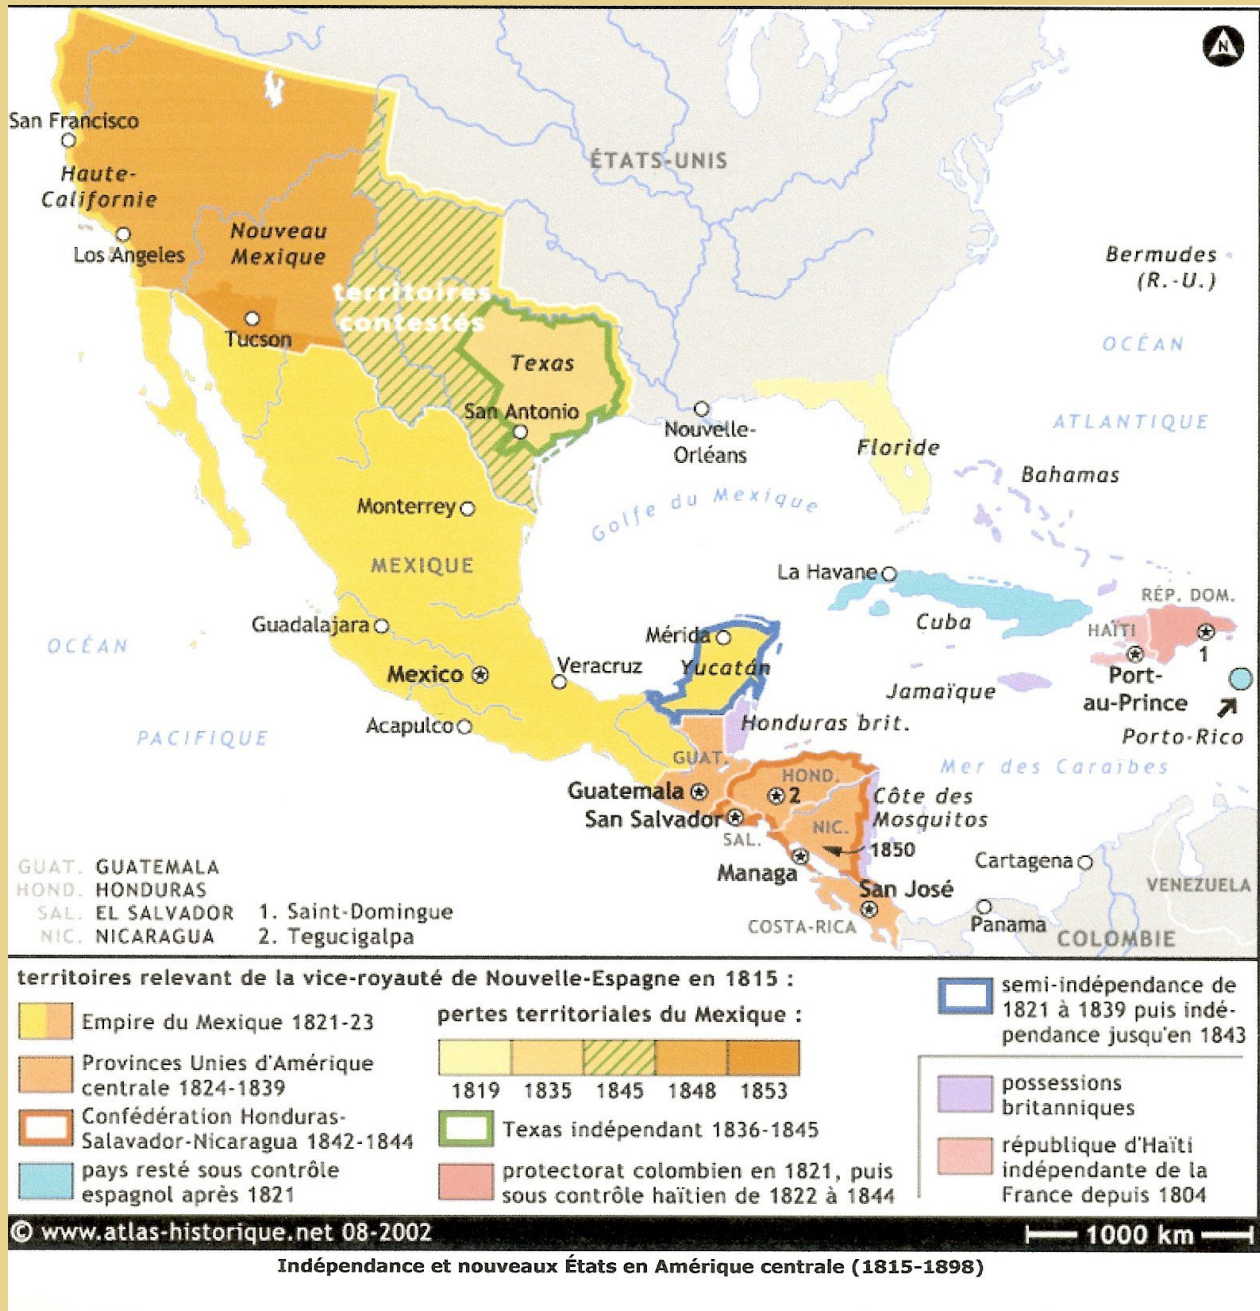 N
San Francisco
ÉTATS-UNIS
Haute-
Californie
Nouveau
Mexique
Los Angeles
Bermudes
(R.-U.)
territoires
contestés
Tucson
OCÉAN
Texas
San Antonio
Nouvelle-
Orléans
ATLANTIQUE
Floride
Bahamas
Monterrey
Golfe du Mexique
MEXIQUE
La Havane
RÉP. DOM.
Guadalajara
Cuba
HAÏTI
1
OCÉAN
Mérida
Yucatán
Mexico
Veracruz
Port-
au-Prince
Jamaïque
Acapulco
Honduras brit.
Porto-Rico
PACIFIQUE
GUAT.
Mer des Caraïbes
HOND.
Guatemala
2
Côte des
Mosquitos
San Salvador
NIC.
SAL.
1850
Managa
Cartagena
San José
VENEZUELA
COSTA-RICA
Panama
COLOMBIE
GUAT. GUATEMALA
HOND. HONDURAS
SAL. EL SALVADOR 1. Saint-Domingue
NIC. NICARAGUA 2. Tegucigalpa
territoires relevant de la vice-royauté de Nouvelle-Espagne en 1815 :
Empire du Mexique 1821-23
Provinces Unies d'Amérique
centrale 1824-1839
Confédération Honduras-
Salavador-Nicaragua 1842-1844
pays resté sous contrôle
espagnol après 1821
pertes territoriales du Mexique :
1819 1835 1845 1848 1853
Texas indépendant 1836-1845
protectorat colombien en 1821, puis
sous contrôle haïtien de 1822 à 1844
semi-indépendance de
1821 à 1839 puis indé-
pendance jusqu'en 1843
possessions
britanniques
république d'Haïti
indépendante de la
France depuis 1804
© www.atlas-historique.net 08-2002
1000 km
Indépendance et nouveaux États en Amérique centrale (1815-1898)